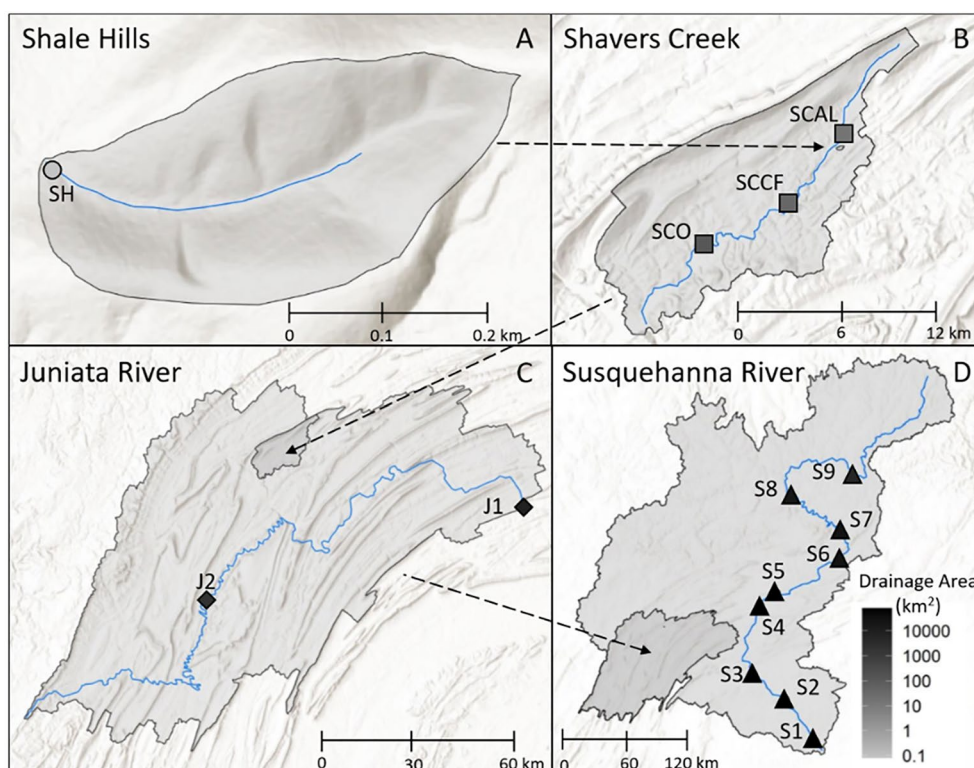 Shale Hills
A
SH
0
0.1
0.2 km
Shavers Creek
B
SCAL
SCCF
SCO
0
6
12 km
Juniata River
C
J1
J2
0
30 km
60 km
Susquehanna River
D
S9
S8
S7
S6
S5
S4
S3
S2
S1
Drainage Area
(km²)
10000
1000
100
10
1
0.1
0
60
120 km